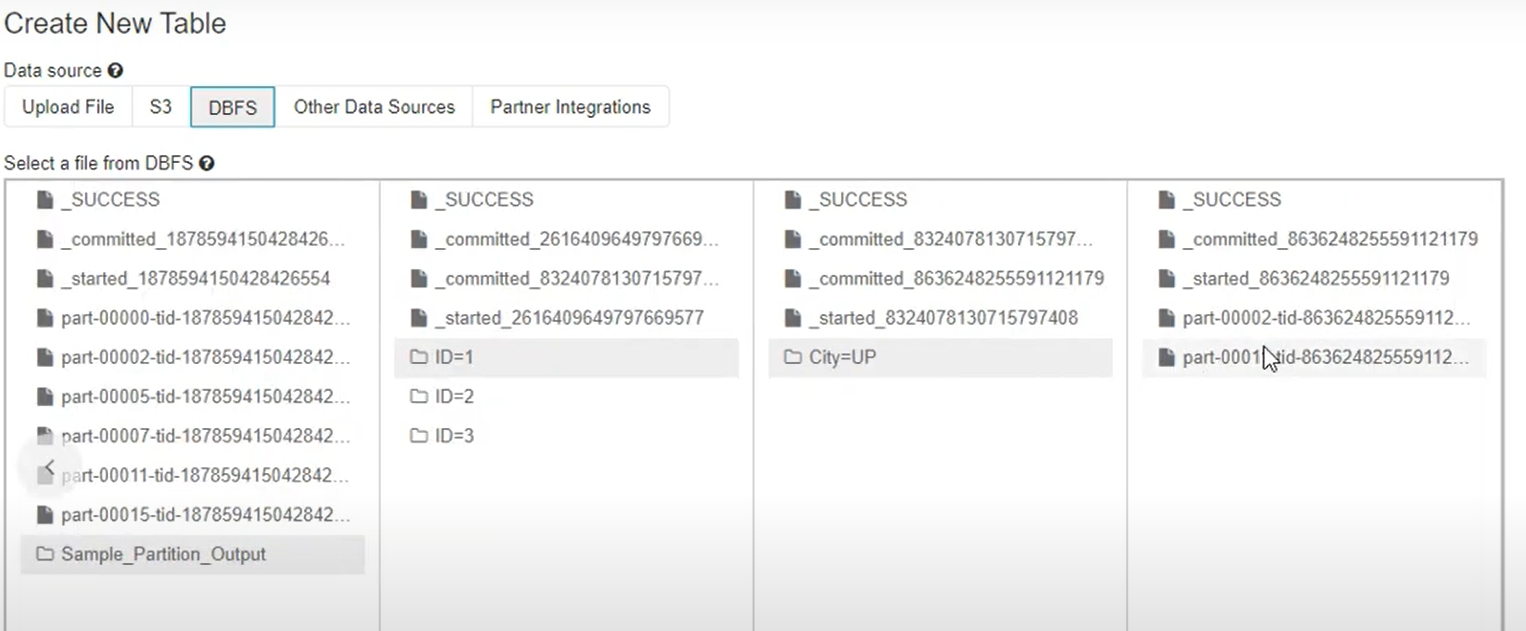 Create New Table
Data source
Upload File S3 DBFS Other Data Sources Partner Integrations
Select a file from DBFS
_SUCCESS
_committed_1878594150428426...
_started_1878594150428426554
part-00000-tid-187859415042842...
part-00002-tid-187859415042842...
part-00005-tid-187859415042842...
part-00007-tid-187859415042842...
part-00011-tid-187859415042842...
part-00015-tid-187859415042842...
Sample_Partition_Output
_SUCCESS
_committed_2616409649797669...
_committed_8324078130715797...
_started_2616409649797669577
ID=1
ID=2
ID=3
_SUCCESS
_committed_8324078130715797...
_committed_8636248255591121179
_started_8324078130715797408
City=UP
_SUCCESS
_committed_8636248255591121179
_started_8636248255591121179
part-00002-tid-863624825559112...
tid-863624825559112...